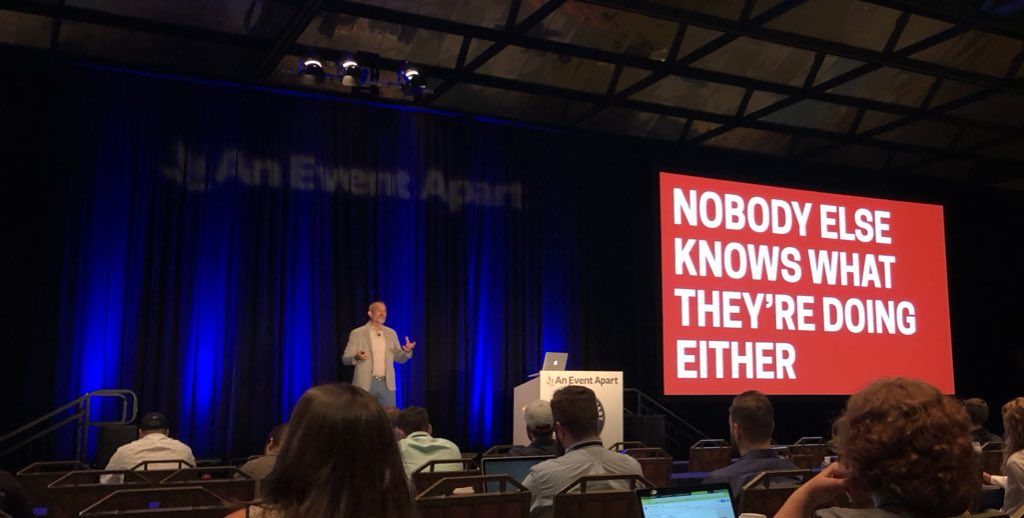 An Event Apart
NOBODY ELSE
KNOWS WHAT
THEY'RE DOING
EITHER
An Event Apart